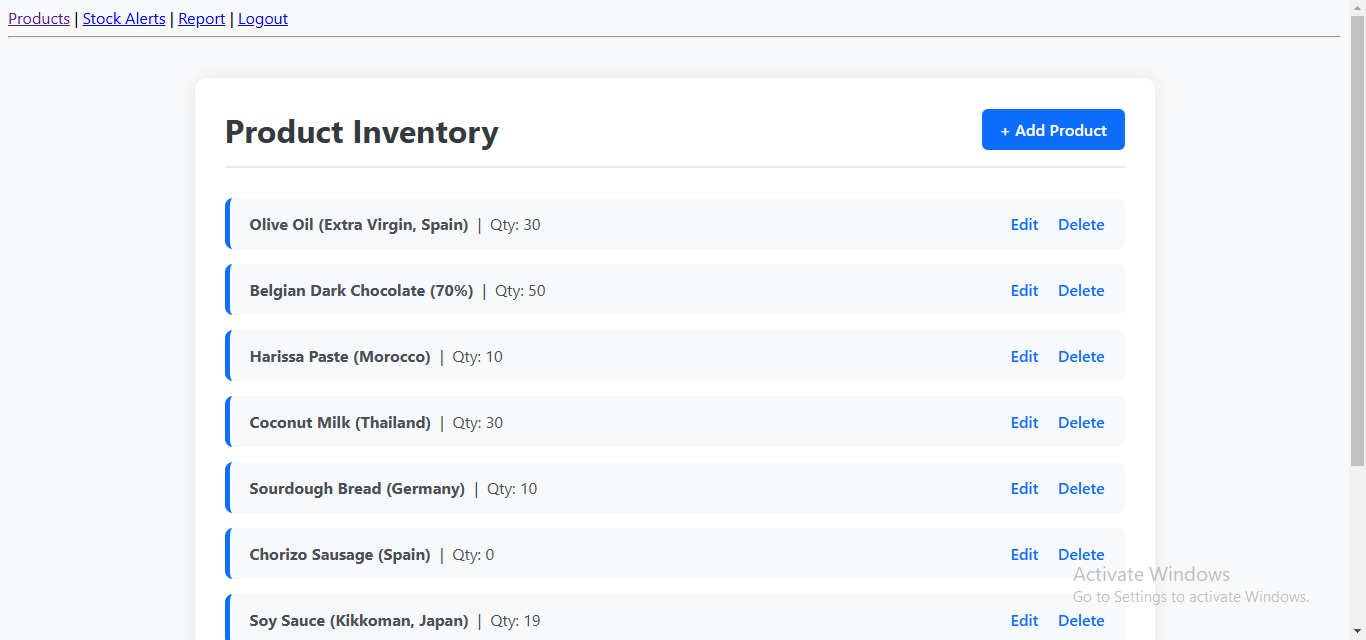 Products | Stock Alerts | Report | Logout
Product Inventory
+ Add Product
Olive Oil (Extra Virgin, Spain) | Qty: 30 Edit Delete
Belgian Dark Chocolate (70%) | Qty: 50 Edit Delete
Harissa Paste (Morocco) | Qty: 10 Edit Delete
Coconut Milk (Thailand) | Qty: 30 Edit Delete
Sourdough Bread (Germany) | Qty: 10 Edit Delete
Chorizo Sausage (Spain) | Qty: 0 Edit Delete
Activate Windows
Go to Settings to activate Windows.
Soy Sauce (Kikkoman, Japan) | Qty: 19 Edit Delete